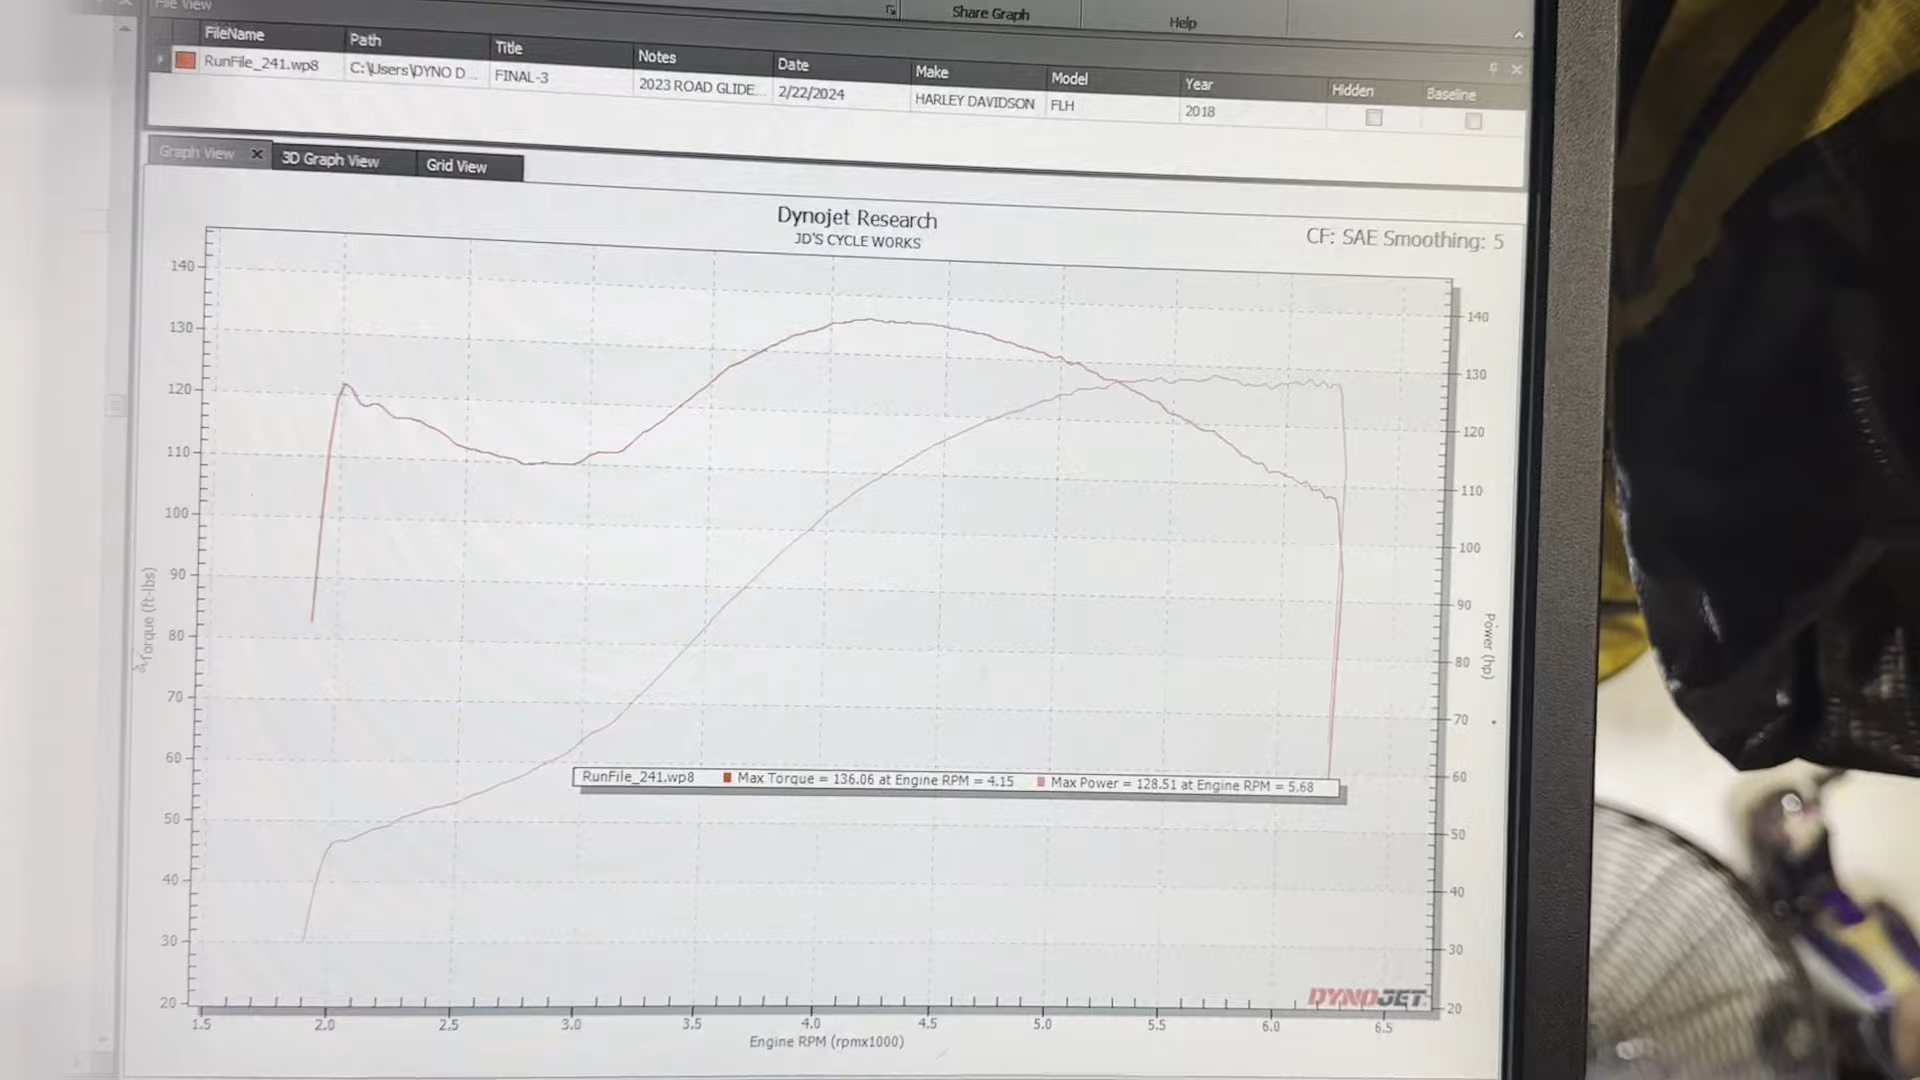 File View
Share Graph
Help
FileName Path Title Notes Date Make Model Year Hidden Baseline
RunFile_241.wp8 C:\Users\DYNO D... FINAL-3 2023 ROAD GLIDE... 2/22/2024 HARLEY DAVIDSON FLH 2018
Graph View 3D Graph View Grid View
Dynojet Research
JD'S CYCLE WORKS
CF: SAE Smoothing: 5
140
130
120
110
100
90
80
70
60
50
40
30
20
Torque (ft-lbs)
140
130
120
110
100
90
80
70
60
50
40
30
20
Power (hp)
RunFile_241.wp8 Max Torque = 136.06 at Engine RPM = 4.15 Max Power = 128.51 at Engine RPM = 5.68
DYNOJET
1.5 2.0 2.5 3.0 3.5 4.0 4.5 5.0 5.5 6.0 6.5
Engine RPM (rpmx1000)